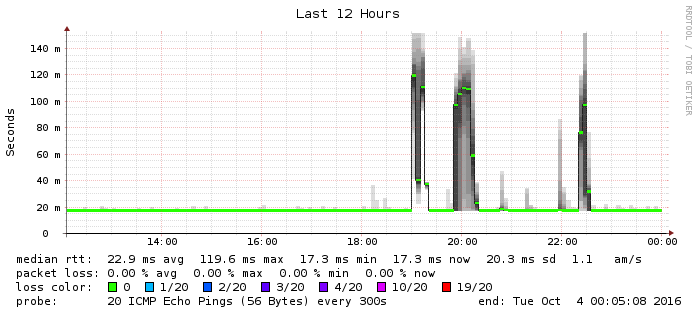 Last 12 Hours
RRDTOOL / TOBI OETIKER
Seconds
140 m
120 m
100 m
80 m
60 m
40 m
20 m
0
14:00 16:00 18:00 20:00 22:00 00:00
median rtt: 22.9 ms avg 119.6 ms max 17.3 ms min 17.3 ms now 20.3 ms sd 1.1 am/s
packet loss: 0.00 % avg 0.00 % max 0.00 % min 0.00 % now
loss color: 0 1/20 2/20 3/20 4/20 10/20 19/20
probe: 20 ICMP Echo Pings (56 Bytes) every 300s end: Tue Oct 4 00:05:08 2016